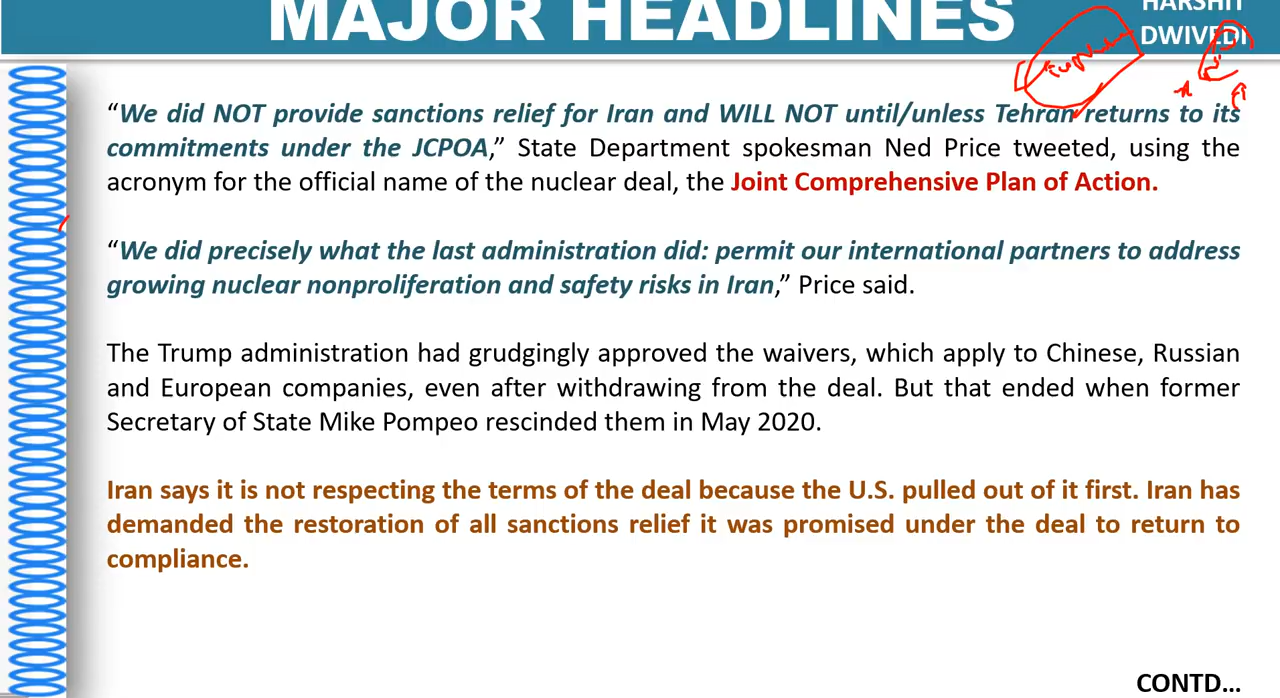 MAJOR HEADLINES
HARSHIT
DWIVEDI
“We did NOT provide sanctions relief for Iran and WILL NOT until/unless Tehran returns to its
commitments under the JCPOA,” State Department spokesman Ned Price tweeted, using the
acronym for the official name of the nuclear deal, the Joint Comprehensive Plan of Action.
“We did precisely what the last administration did: permit our international partners to address
growing nuclear nonproliferation and safety risks in Iran,” Price said.
The Trump administration had grudgingly approved the waivers, which apply to Chinese, Russian
and European companies, even after withdrawing from the deal. But that ended when former
Secretary of State Mike Pompeo rescinded them in May 2020.
Iran says it is not respecting the terms of the deal because the U.S. pulled out of it first. Iran has
demanded the restoration of all sanctions relief it was promised under the deal to return to
compliance.
CONTD...